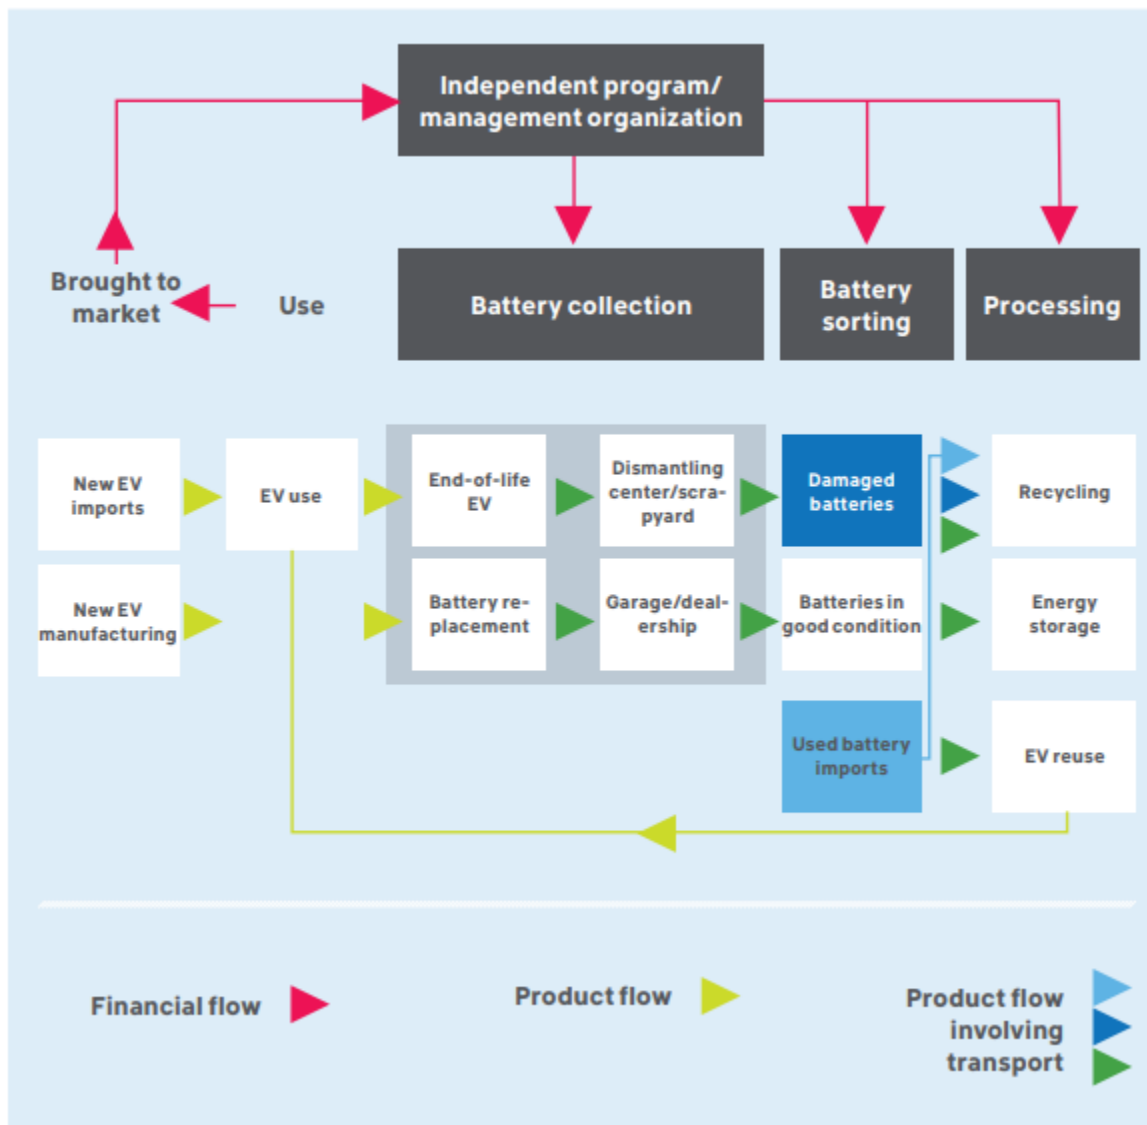 Independent program/
management organization
Brought to
market
Use
Battery collection
Battery
sorting
Processing
New EV
imports
EV use
End-of-life
EV
Dismantling
center/scra-
pyard
Damaged
batteries
Recycling
New EV
manufacturing
Battery re-
placement
Garage/deal-
ership
Batteries in
good condition
Energy
storage
Used battery
imports
EV reuse
Financial flow
Product flow
Product flow
involving
transport